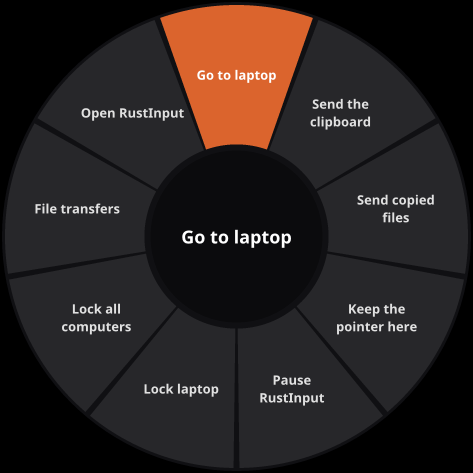 Go to laptop
Send the
clipboard
Send copied
files
Keep the
pointer here
Pause
RustInput
Lock laptop
Lock all
computers
File transfers
Open RustInput
Go to laptop